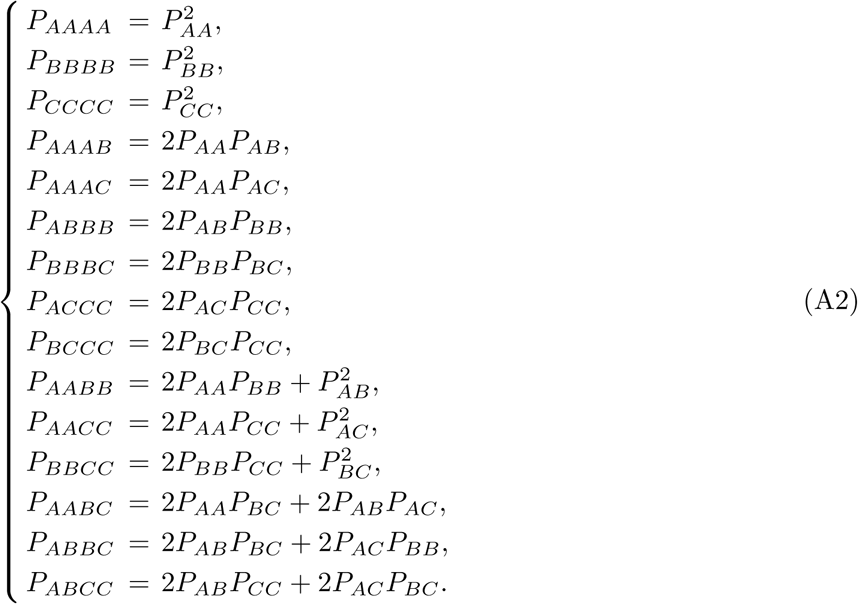 P_{AAAA} = P_{AA}^2,
P_{BBBB} = P_{BB}^2,
P_{CCCC} = P_{CC}^2,
P_{AAAB} = 2P_{AA}P_{AB},
P_{AAAC} = 2P_{AA}P_{AC},
P_{ABBB} = 2P_{AB}P_{BB},
P_{BBBC} = 2P_{BB}P_{BC},
P_{ACCC} = 2P_{AC}P_{CC}, (A2)
P_{BCCC} = 2P_{BC}P_{CC},
P_{AABB} = 2P_{AA}P_{BB} + P_{AB}^2,
P_{AACC} = 2P_{AA}P_{CC} + P_{AC}^2,
P_{BBCC} = 2P_{BB}P_{CC} + P_{BC}^2,
P_{AABC} = 2P_{AA}P_{BC} + 2P_{AB}P_{AC},
P_{ABBC} = 2P_{AB}P_{BC} + 2P_{AC}P_{BB},
P_{ABCC} = 2P_{AB}P_{CC} + 2P_{AC}P_{BC}.